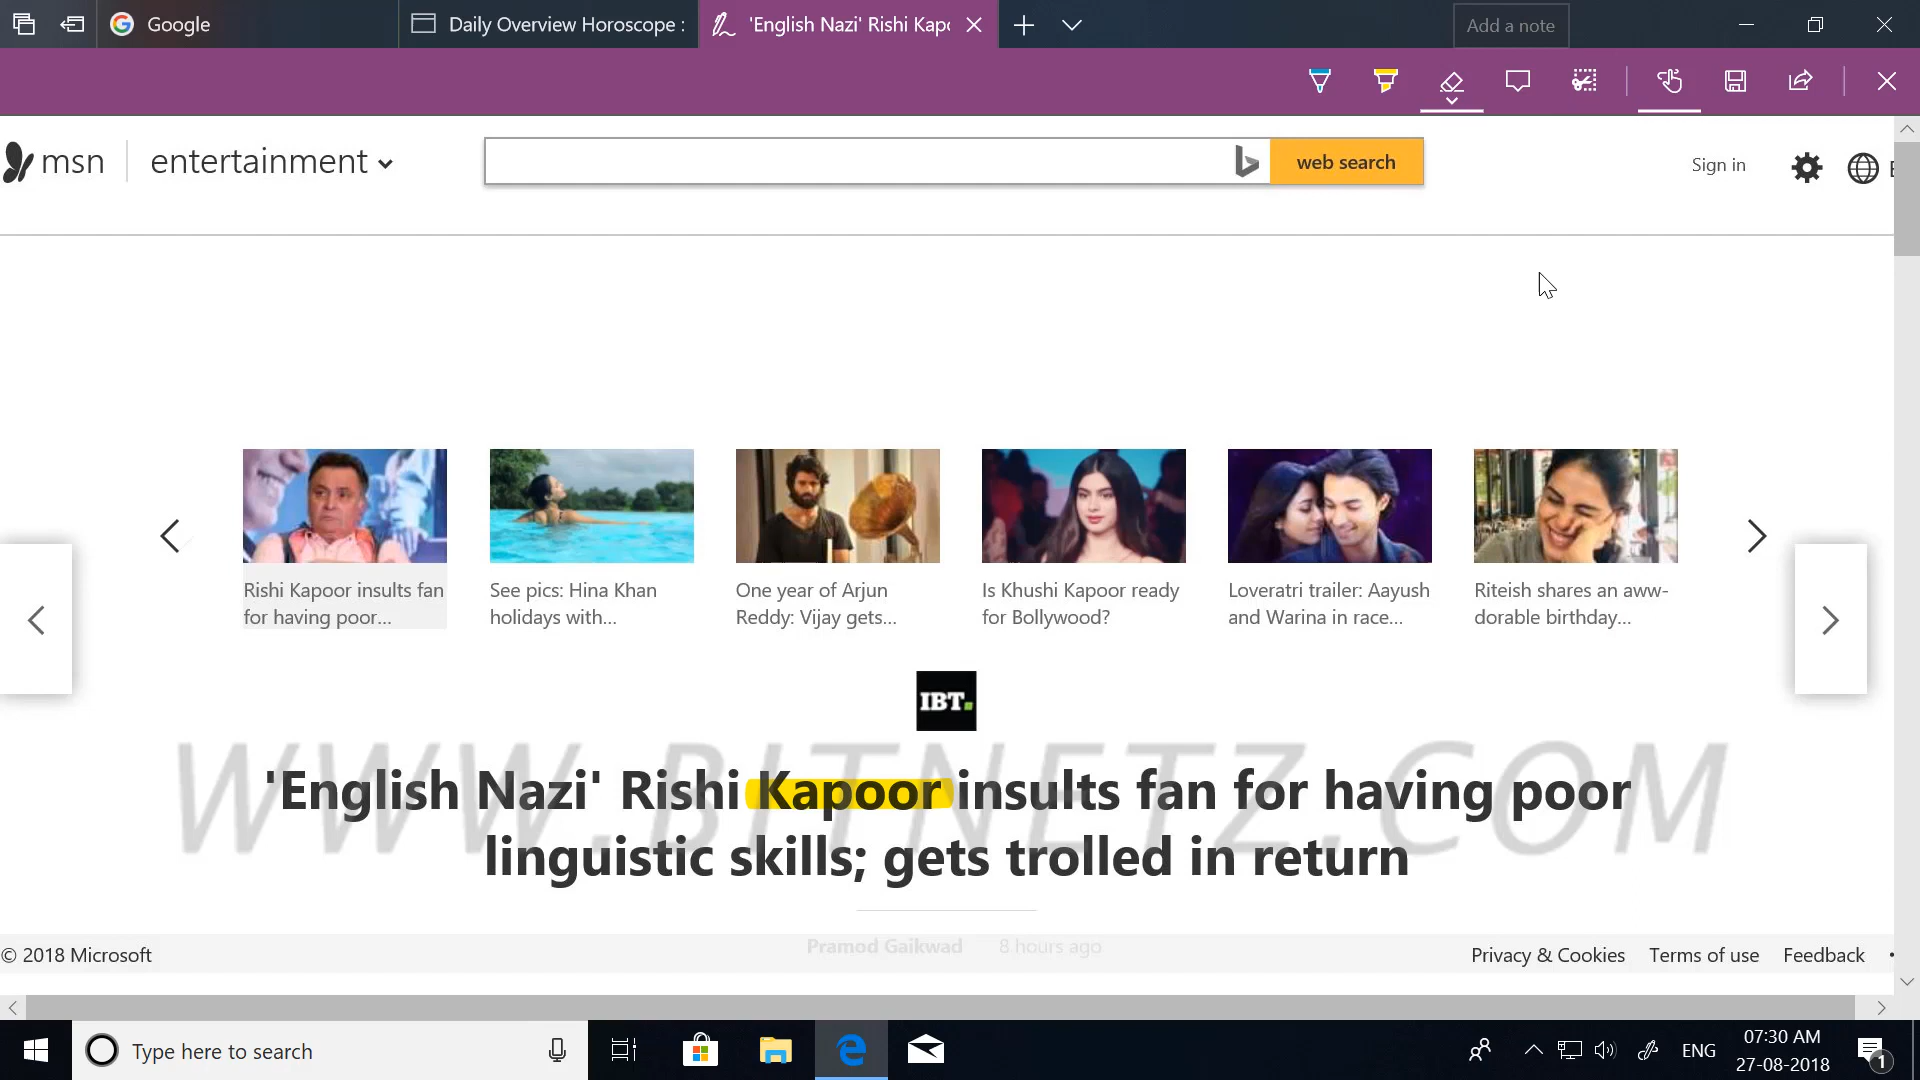 Google
Daily Overview Horoscope :
'English Nazi' Rishi Kap
Add a note
msn
entertainment
web search
Sign in
Rishi Kapoor insults fan
for having poor...
See pics: Hina Khan
holidays with...
One year of Arjun
Reddy: Vijay gets...
Is Khushi Kapoor ready
for Bollywood?
Loveratri trailer: Aayush
and Warina in race...
Riteish shares an aww-
dorable birthday...
IBT.
WWW.BITNETZ.COM
'English Nazi' Rishi Kapoor insults fan for having poor
linguistic skills; gets trolled in return
Pramod Gaikwad 8 hours ago
© 2018 Microsoft
Privacy & Cookies Terms of use Feedback
Type here to search
ENG
07:30 AM
27-08-2018
1